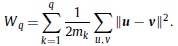 W_q = \sum_{k=1}^{q} \frac{1}{2m_k} \sum_{u,v} \|u - v\|^2.